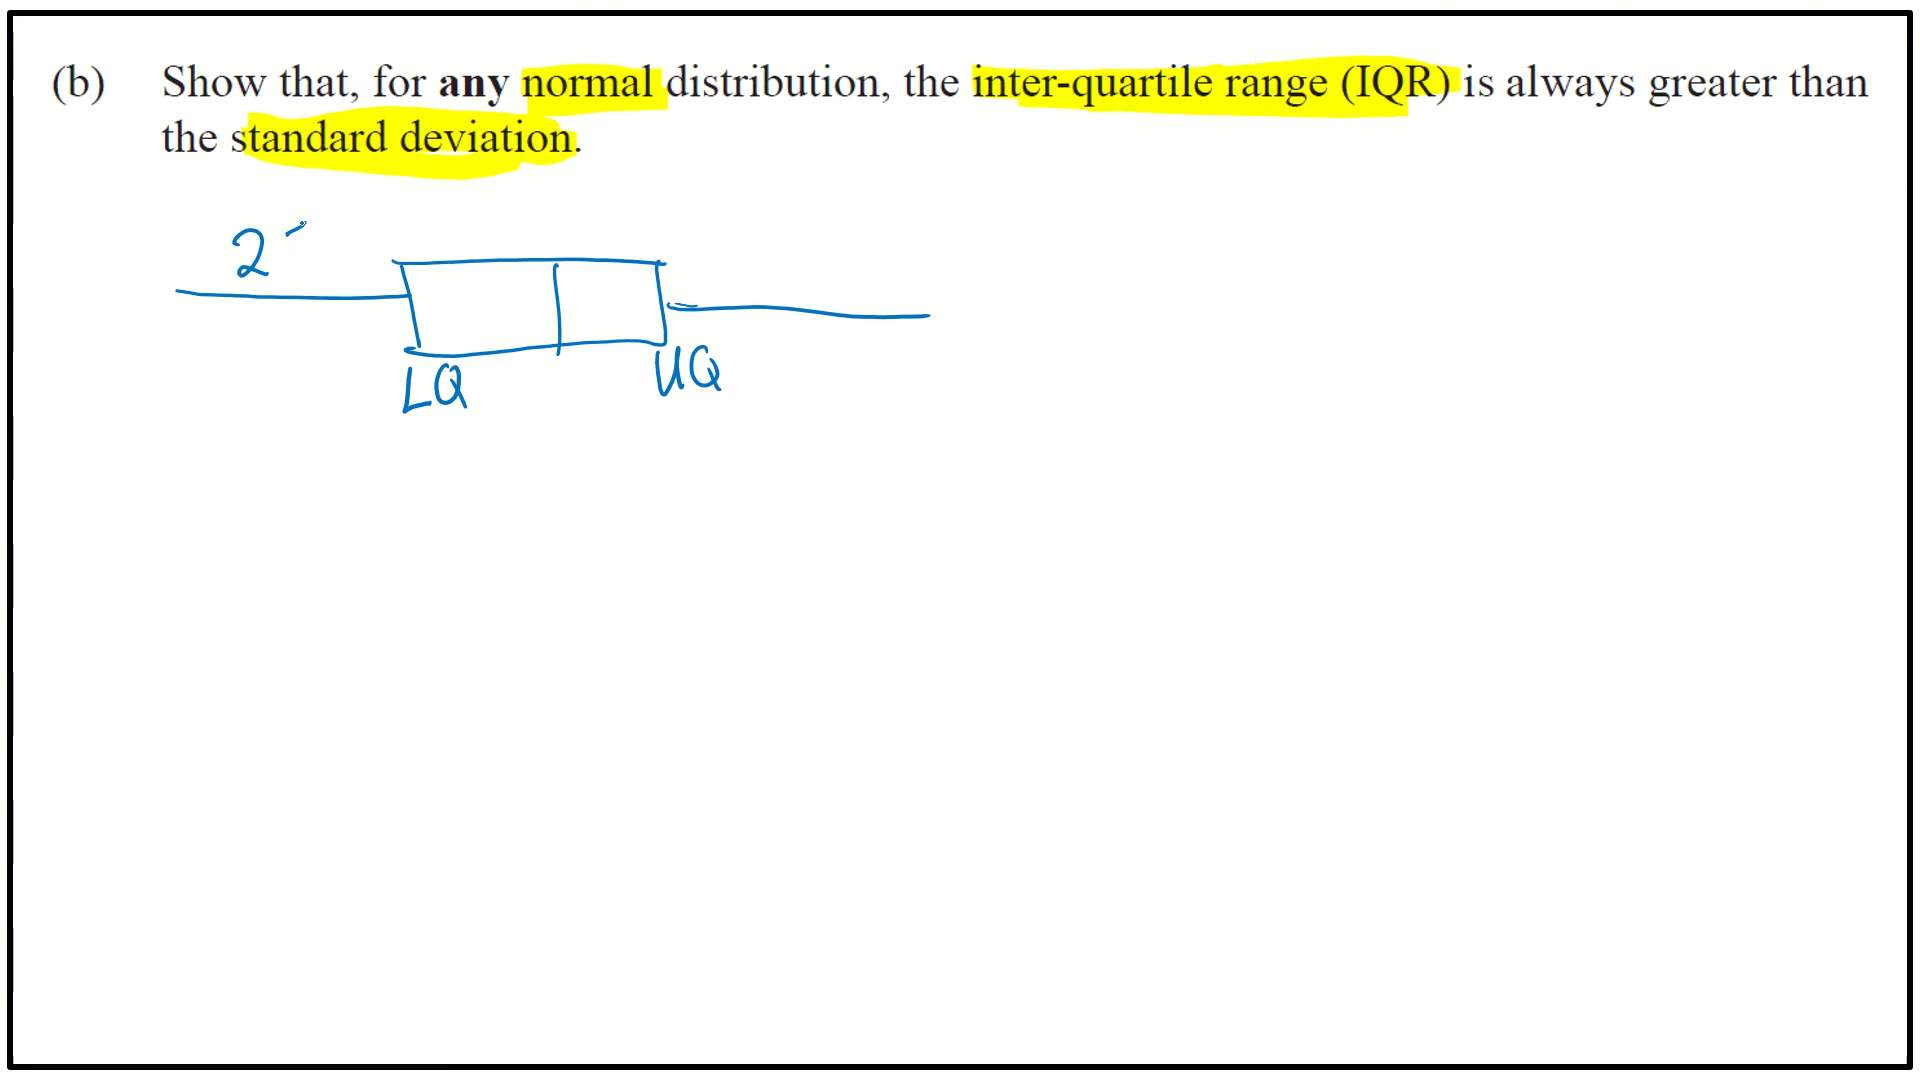 (b) Show that, for any normal distribution, the inter-quartile range (IQR) is always greater than
the standard deviation.
2
LQ
UQ